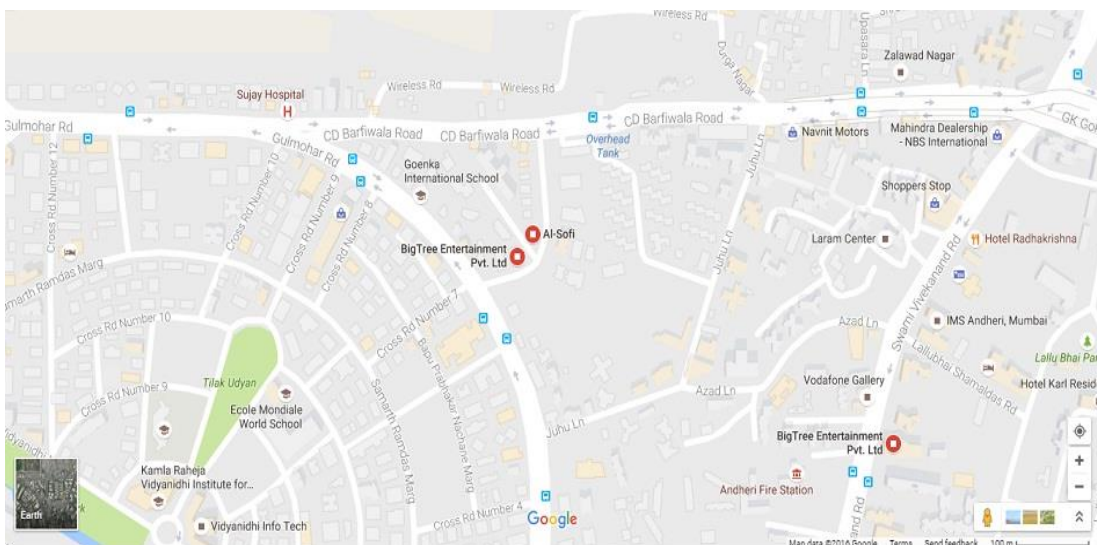 Wireless Rd
Durga Nagar
Upasara Ln
Zalawad Nagar
Wireless Rd
Wireless Rd
Sujay Hospital
H
Gulmohar Rd
CD Barfiwala Road
CD Barfiwala Road
CD Barfiwala Road
Gulmohar Rd
Overhead
Tank
Juhu Ln
Navnit Motors
Mahindra Dealership
- NBS International
Cross Rd Number 12
Cross Rd Number 10
Cross Rd Number 9
Cross Rd Number 8
Goenka
International School
Shoppers Stop
Al-Sofi
BigTree Entertainment
Pvt. Ltd
Laram Center
Hotel Radhakrishna
Samarth Ramdas Marg
Juhu Ln
Swami Vivekanand Rd
Cross Rd Number 10
Cross Rd Number 7
Azad Ln
IMS Andheri, Mumbai
Lallubhai Shamaldas Rd
Lallu Bhai Par
Tilak Udyan
Cross Rd Number 9
Bapu Prabhakar Nachane Marg
Samarth Ramdas Marg
Azad Ln
Vodafone Gallery
Hotel Karl Resid
Ecole Mondiale
World School
Juhu Ln
BigTree Entertainment
Pvt. Ltd
Kamla Raheja
Vidyanidhi Institute for...
Andheri Fire Station
Cross Rd Number 4
Vidyanidhi Info Tech
Earth
Google
Map data ©2016 Google Terms Send feedback 100 m